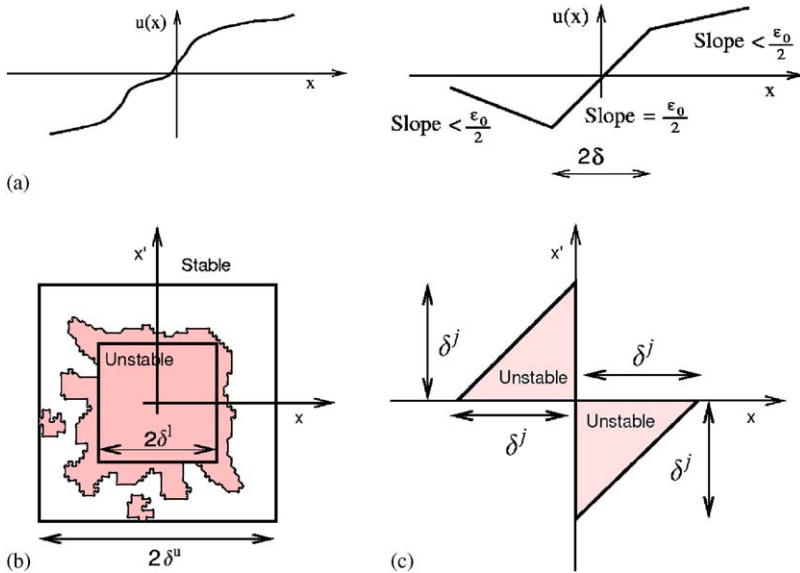 u(x)
x
u(x)
Slope < ε₀/2
x
Slope < ε₀/2
Slope = ε₀/2
2δ
(a)
x'
Stable
Unstable
x
2δˡ
2δᵘ
(b)
x'
δʲ
δʲ
Unstable
Unstable
x
δʲ
δʲ
(c)